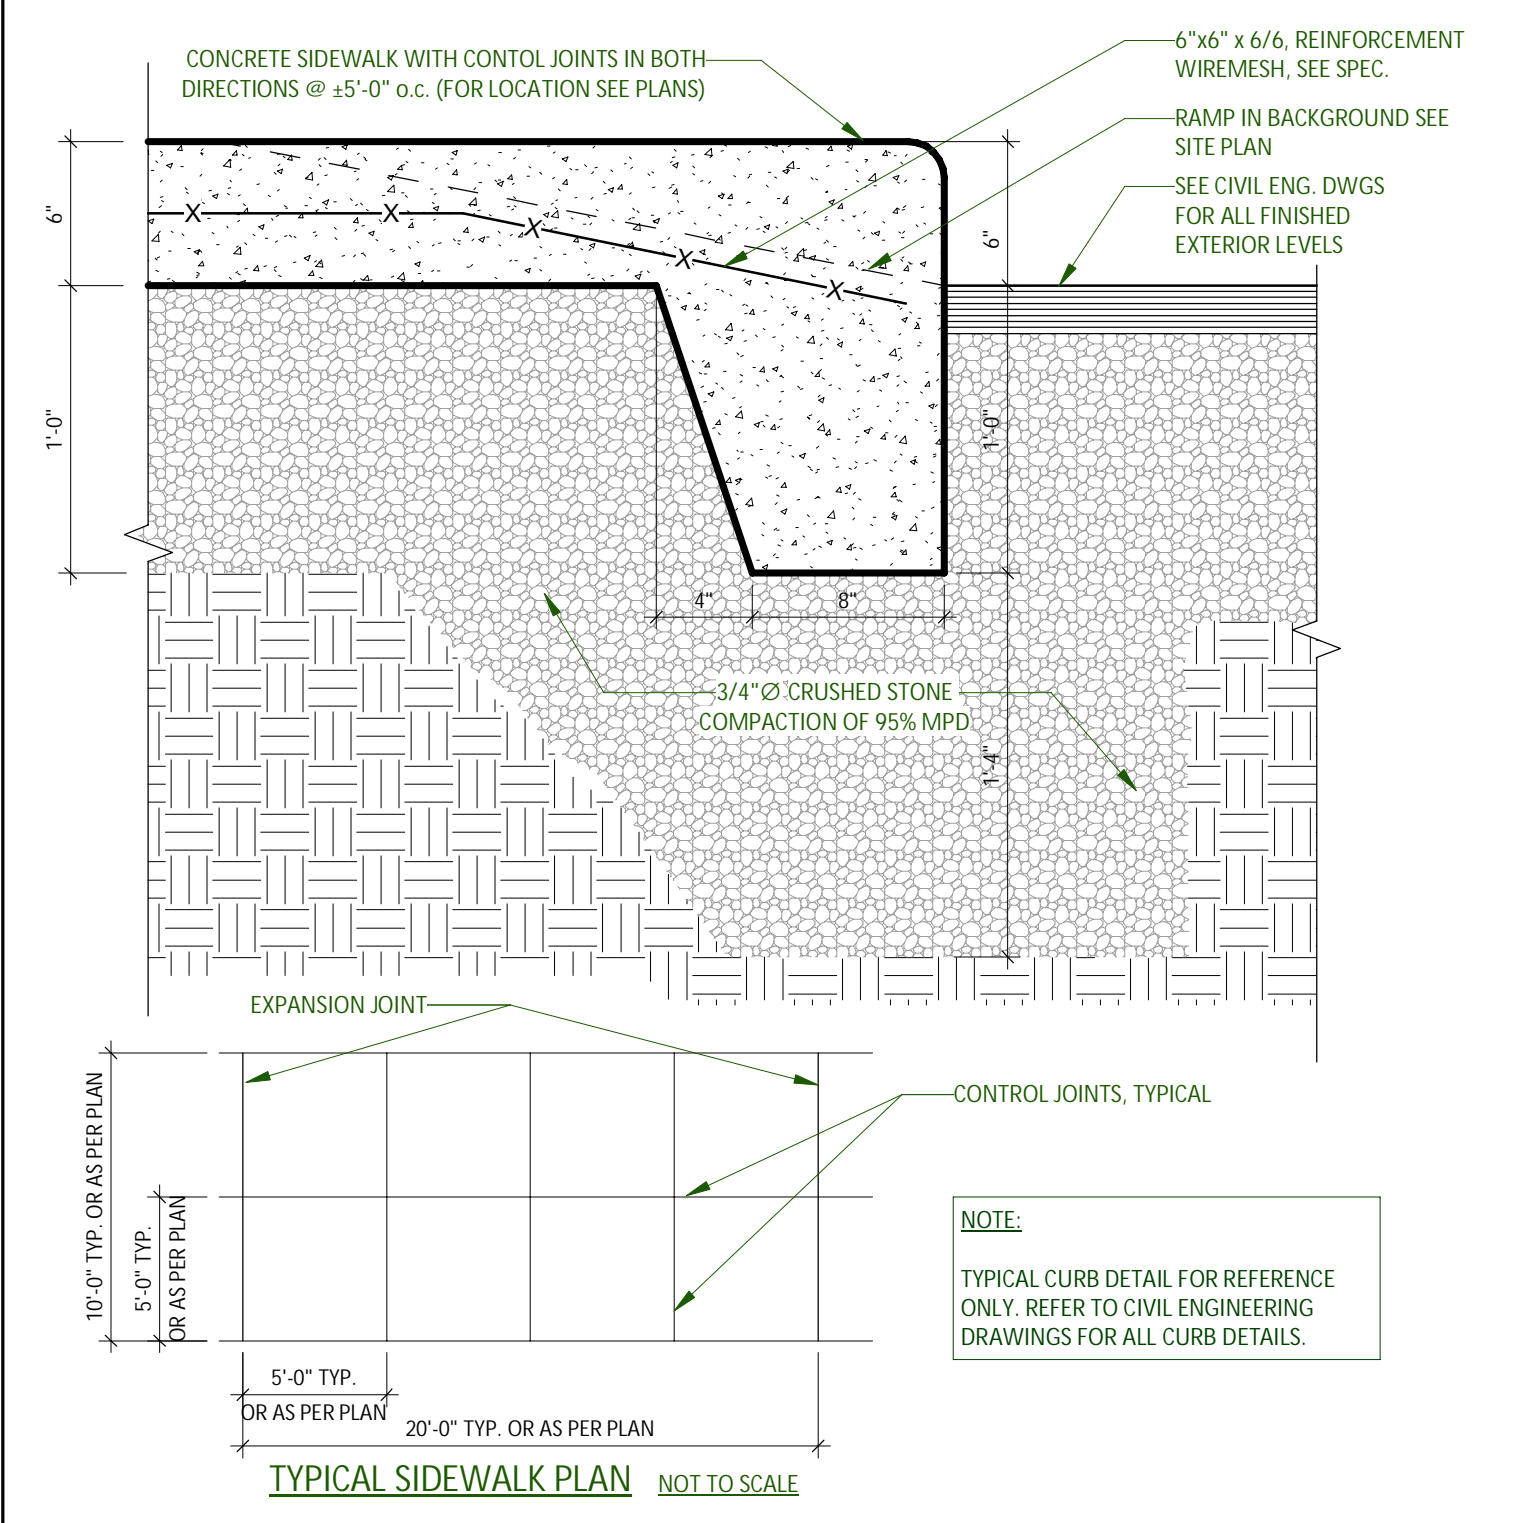 CONCRETE SIDEWALK WITH CONTOL JOINTS IN BOTH
DIRECTIONS @ ±5'-0" o.c. (FOR LOCATION SEE PLANS)
6"x6" x 6/6, REINFORCEMENT
WIREMESH, SEE SPEC.
RAMP IN BACKGROUND SEE
SITE PLAN
SEE CIVIL ENG. DWGS
FOR ALL FINISHED
EXTERIOR LEVELS
6"
1'-0"
X
X
X
X
X
6"
1'-0"
1'-4"
4"
8"
3/4"Ø CRUSHED STONE
COMPACTION OF 95% MPD
EXPANSION JOINT
CONTROL JOINTS, TYPICAL
10'-0" TYP. OR AS PER PLAN
5'-0" TYP.
OR AS PER PLAN
5'-0" TYP.
OR AS PER PLAN
20'-0" TYP. OR AS PER PLAN
TYPICAL SIDEWALK PLAN NOT TO SCALE
NOTE:
TYPICAL CURB DETAIL FOR REFERENCE
ONLY. REFER TO CIVIL ENGINEERING
DRAWINGS FOR ALL CURB DETAILS.